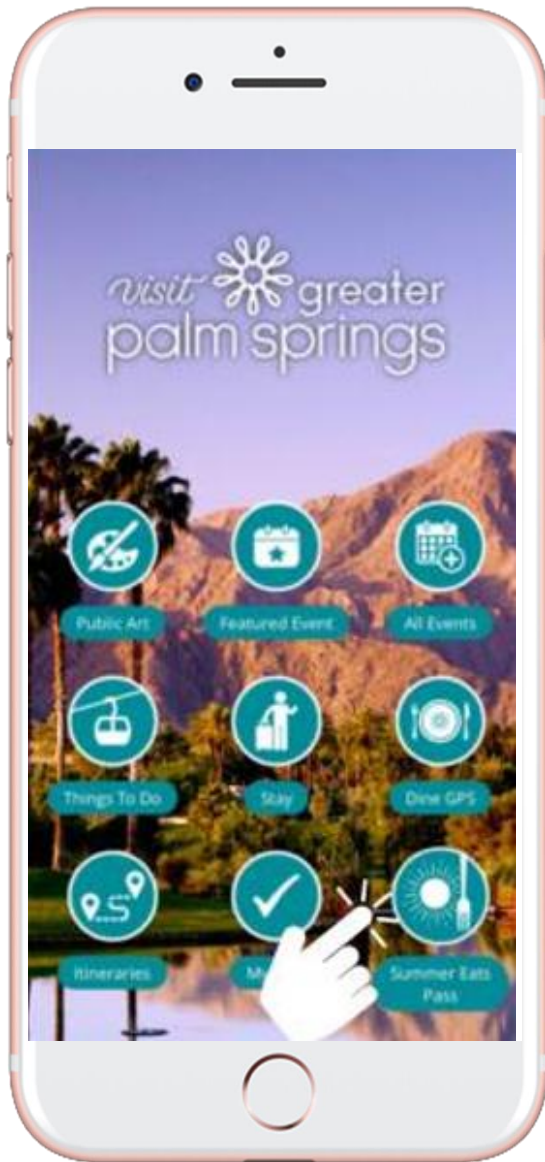 visit greater
palm springs
Public Art
Featured Event
All Events
Things To Do
Stay
Dine GPS
Itineraries
Summer Eats
Pass